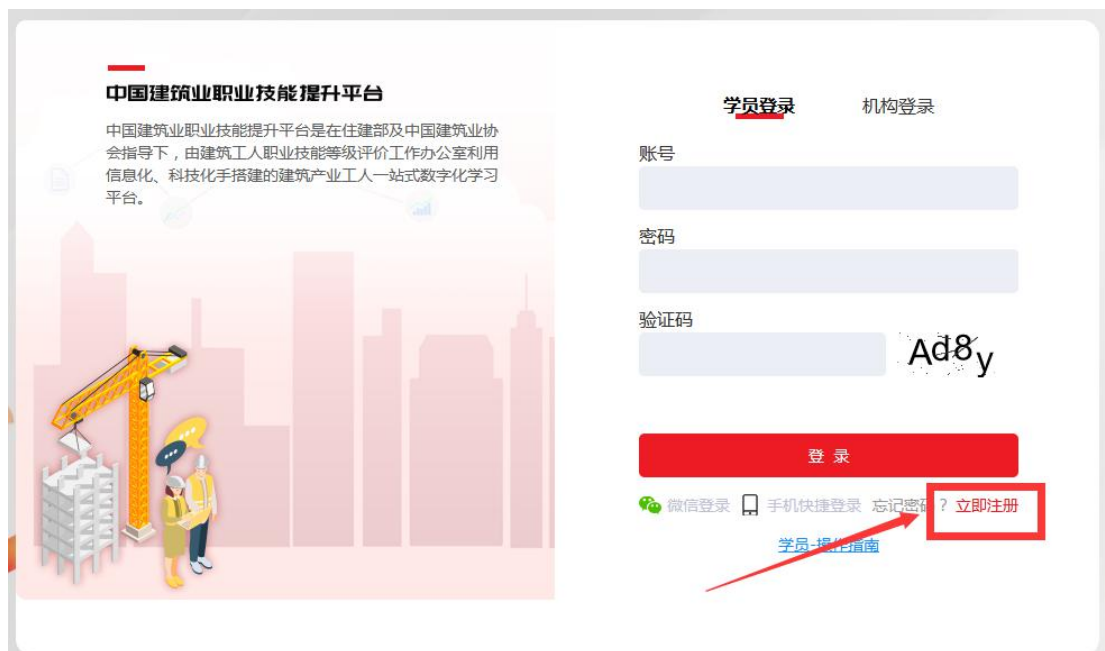 中国建筑业职业技能提升平台
中国建筑业职业技能提升平台是在住建部及中国建筑业协
会指导下，由建筑工人职业技能等级评价工作办公室利用
信息化、科技化手搭建的建筑产业工人一站式数字化学习
平台。
学员登录 机构登录
账号
密码
验证码
Ad8y
登 录
微信登录 手机快捷登录 忘记密码？ 立即注册
学员-操作指南